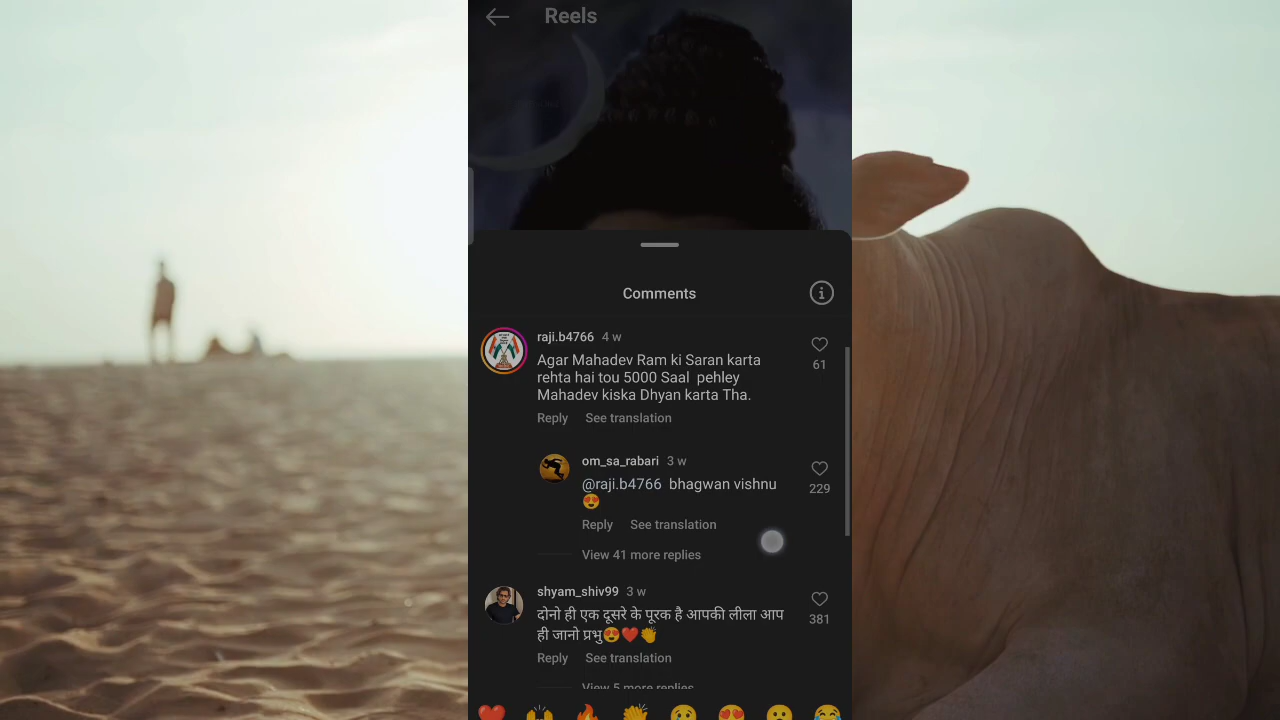 Reels
Comments
raji.b4766 4 w
Agar Mahadev Ram ki Saran karta
rehta hai tou 5000 Saal pehley
Mahadev kiska Dhyan karta Tha.
61
Reply See translation
om_sa_rabari 3 w
@raji.b4766 bhagwan vishnu
😍
229
Reply See translation
View 41 more replies
shyam_shiv99 3 w
दोनो ही एक दूसरे के पूरक है आपकी लीला आप
ही जानो प्रभु😍❤️👏
381
Reply See translation
View 5 more replies